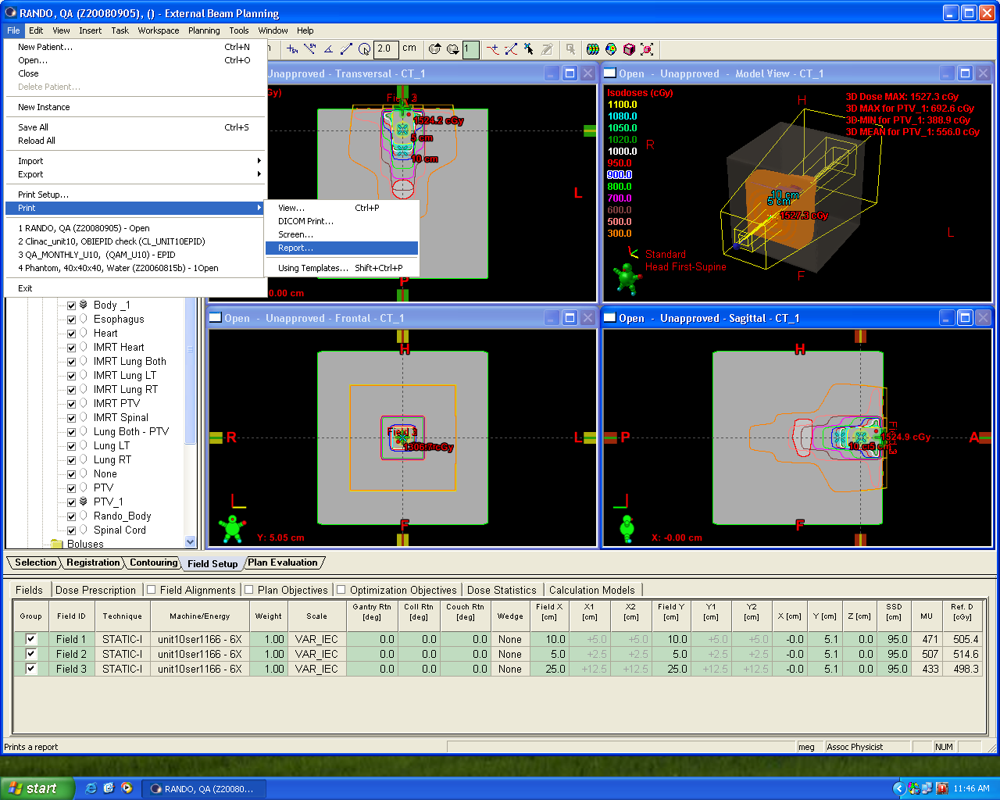 RANDO, QA (Z20080905), () - External Beam Planning
File Edit View Insert Task Workspace Planning Tools Window Help
2.0 cm 1
New Patient... Ctrl+N
Open... Ctrl+O
Close
Delete Patient...
New Instance
Save All Ctrl+S
Reload All
Import
Export
Print Setup...
Print
1 RANDO, QA (Z20080905) - Open
2 Clinac_unit10, OBIEPID check (CL_UNIT10EPID)
3 QA_MONTHLY_U10, (QAM_U10) - EPID
4 Phantom, 40x40x40, Water (Z20060815b) - 1Open
Exit
View... Ctrl+P
DICOM Print...
Screen...
Report...
Using Templates... Shift+Ctrl+P
Unapproved - Transversal - CT_1
1524.2 cGy
5 cm
10 cm
L
P
0.00 cm
Open - Unapproved - Model View - CT_1
Isodoses (cGy)
1100.0
1080.0
1050.0
1020.0
1000.0
950.0
900.0
800.0
700.0
600.0
500.0
300.0
3D Dose MAX: 1527.3 cGy
3D MAX for PTV_1: 692.6 cGy
3D MIN for PTV_1: 388.9 cGy
3D MEAN for PTV_1: 556.0 cGy
H
R
10 cm
5 cm
1527.3 cGy
L
F
Standard
Head First-Supine
Body _1
Esophagus
Heart
IMRT Heart
IMRT Lung Both
IMRT Lung LT
IMRT Lung RT
IMRT PTV
IMRT Spinal
Lung Both - PTV
Lung LT
Lung RT
None
PTV
PTV_1
Rando_Body
Spinal Cord
Boluses
Open - Unapproved - Frontal - CT_1
H
R
L
F
Y: 5.05 cm
Open - Unapproved - Sagittal - CT_1
H
P
1524.9 cGy
A
F
X: -0.00 cm
Selection Registration Contouring Field Setup Plan Evaluation
Fields Dose Prescription Field Alignments Plan Objectives Optimization Objectives Dose Statistics Calculation Models
Group Field ID Technique Machine/Energy Weight Scale Gantry Rtn [deg] Coll Rtn [deg] Couch Rtn [deg] Wedge Field X [cm] X1 [cm] X2 [cm] Field Y [cm] Y1 [cm] Y2 [cm] X [cm] Y [cm] Z [cm] SSD [cm] MU Ref. D [cGy]
Field 1 STATIC-I unit10ser1166 - 6X 1.00 VAR_IEC 0.0 0.0 0.0 None 10.0 +5.0 +5.0 10.0 +5.0 +5.0 -0.0 5.1 0.0 95.0 471 505.4
Field 2 STATIC-I unit10ser1166 - 6X 1.00 VAR_IEC 0.0 0.0 0.0 None 5.0 +2.5 +2.5 5.0 +2.5 +2.5 -0.0 5.1 0.0 95.0 507 514.6
Field 3 STATIC-I unit10ser1166 - 6X 1.00 VAR_IEC 0.0 0.0 0.0 None 25.0 +12.5 +12.5 25.0 +12.5 +12.5 -0.0 5.1 0.0 95.0 433 498.3
Prints a report meg Assoc Physicist NUM
start RANDO, QA (Z20080... 11:46 AM